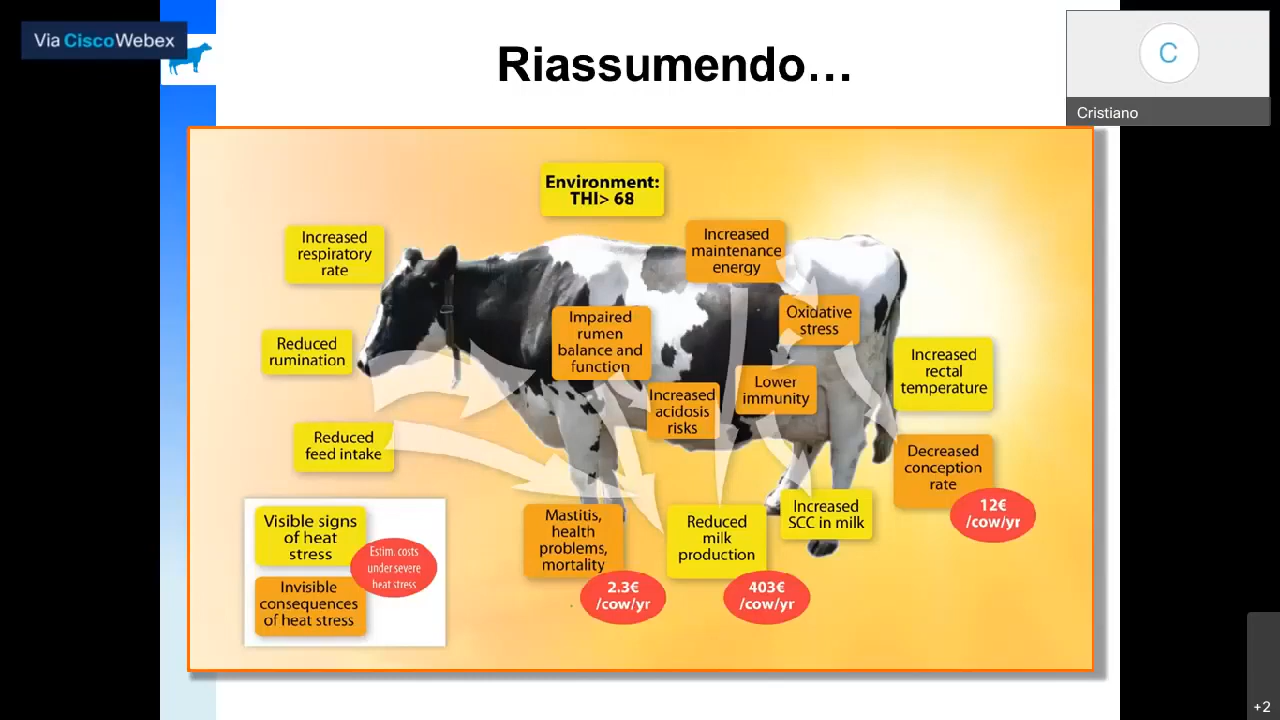 Via CiscoWebex
Riassumendo…
C
Cristiano
Environment:
THI> 68
Increased
respiratory
rate
Increased
maintenance
energy
Oxidative
stress
Impaired
rumen
balance and
function
Reduced
rumination
Increased
rectal
temperature
Lower
immunity
Increased
acidosis
risks
Reduced
feed intake
Decreased
conception
rate
12€
/cow/yr
Increased
SCC in milk
Mastitis,
health
problems,
mortality
2.3€
/cow/yr
Reduced
milk
production
403€
/cow/yr
Visible signs
of heat
stress
Estim. costs
under severe
heat stress
Invisible
consequences
of heat stress
+2